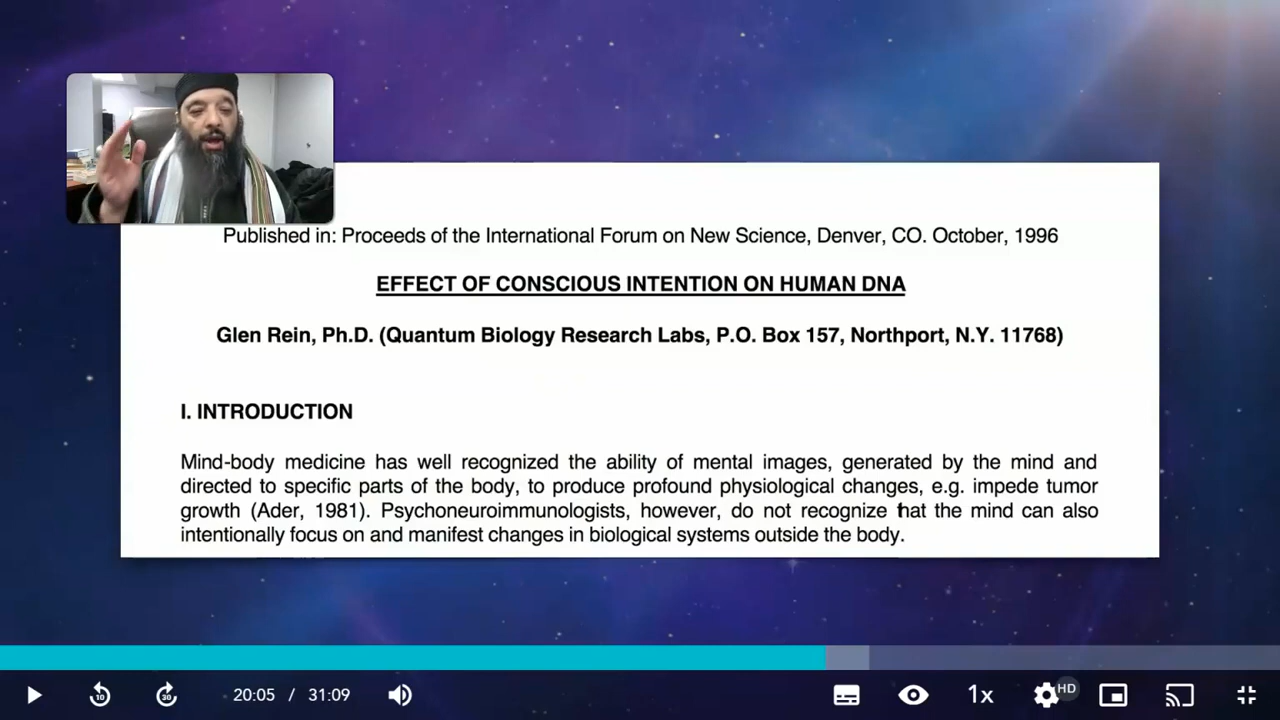 Published in: Proceeds of the International Forum on New Science, Denver, CO. October, 1996
EFFECT OF CONSCIOUS INTENTION ON HUMAN DNA
Glen Rein, Ph.D. (Quantum Biology Research Labs, P.O. Box 157, Northport, N.Y. 11768)
I. INTRODUCTION
Mind-body medicine has well recognized the ability of mental images, generated by the mind and
directed to specific parts of the body, to produce profound physiological changes, e.g. impede tumor
growth (Ader, 1981). Psychoneuroimmunologists, however, do not recognize that the mind can also
intentionally focus on and manifest changes in biological systems outside the body.
10 30 20:05 / 31:09 1x HD